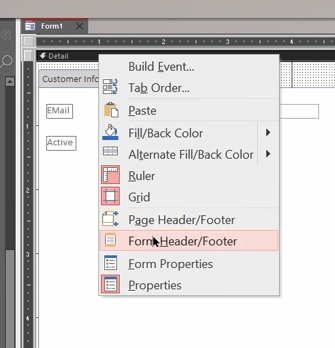 Form1
Detail
Customer Info
Build Event...
Tab Order...
EMail
Paste
Fill/Back Color
Active
Alternate Fill/Back Color
Ruler
Grid
Page Header/Footer
Form Header/Footer
Form Properties
Properties